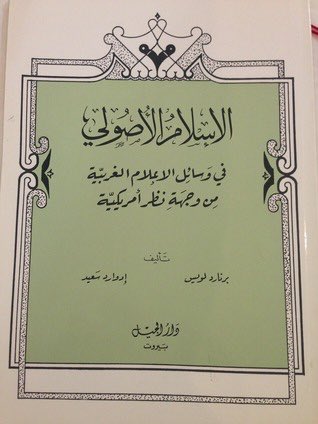 الإسلام الأصولي
في وسائل الإعلام الغربية
من وجهة نظر أمريكية
تأليف
برنارد لويس إدوارد سعيد
دار الجيل
بيروت